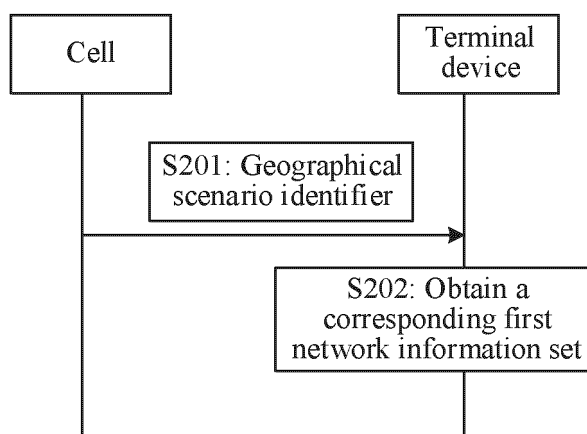 Cell
Terminal
device
S201: Geographical
scenario identifier
S202: Obtain a
corresponding first
network information set